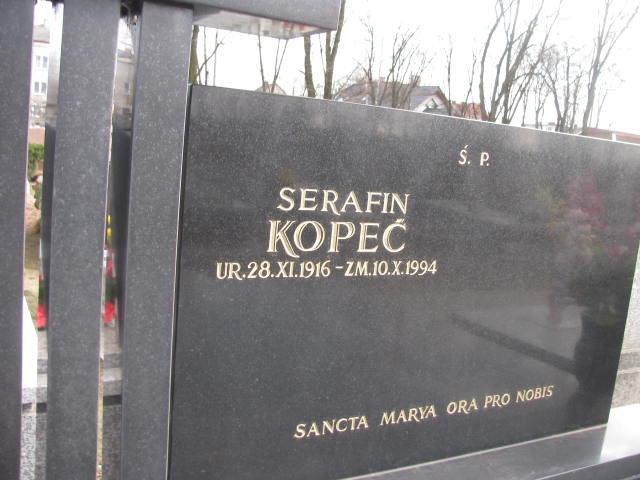 Ś. P.
SERAFIN
KOPEČ
UR.28.XI.1916 - ZM.10.X.1994
SANCTA MARYA ORA PRO NOBIS